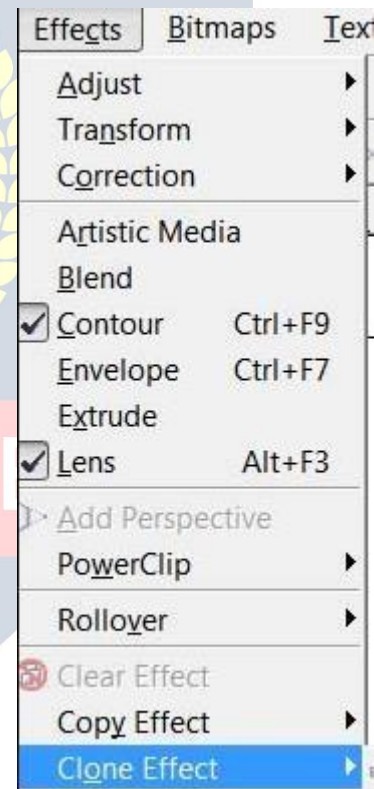 Effects Bitmaps Text
Adjust
Transform
Correction
Artistic Media
Blend
Contour Ctrl+F9
Envelope Ctrl+F7
Extrude
Lens Alt+F3
Add Perspective
PowerClip
Rollover
Clear Effect
Copy Effect
Clone Effect